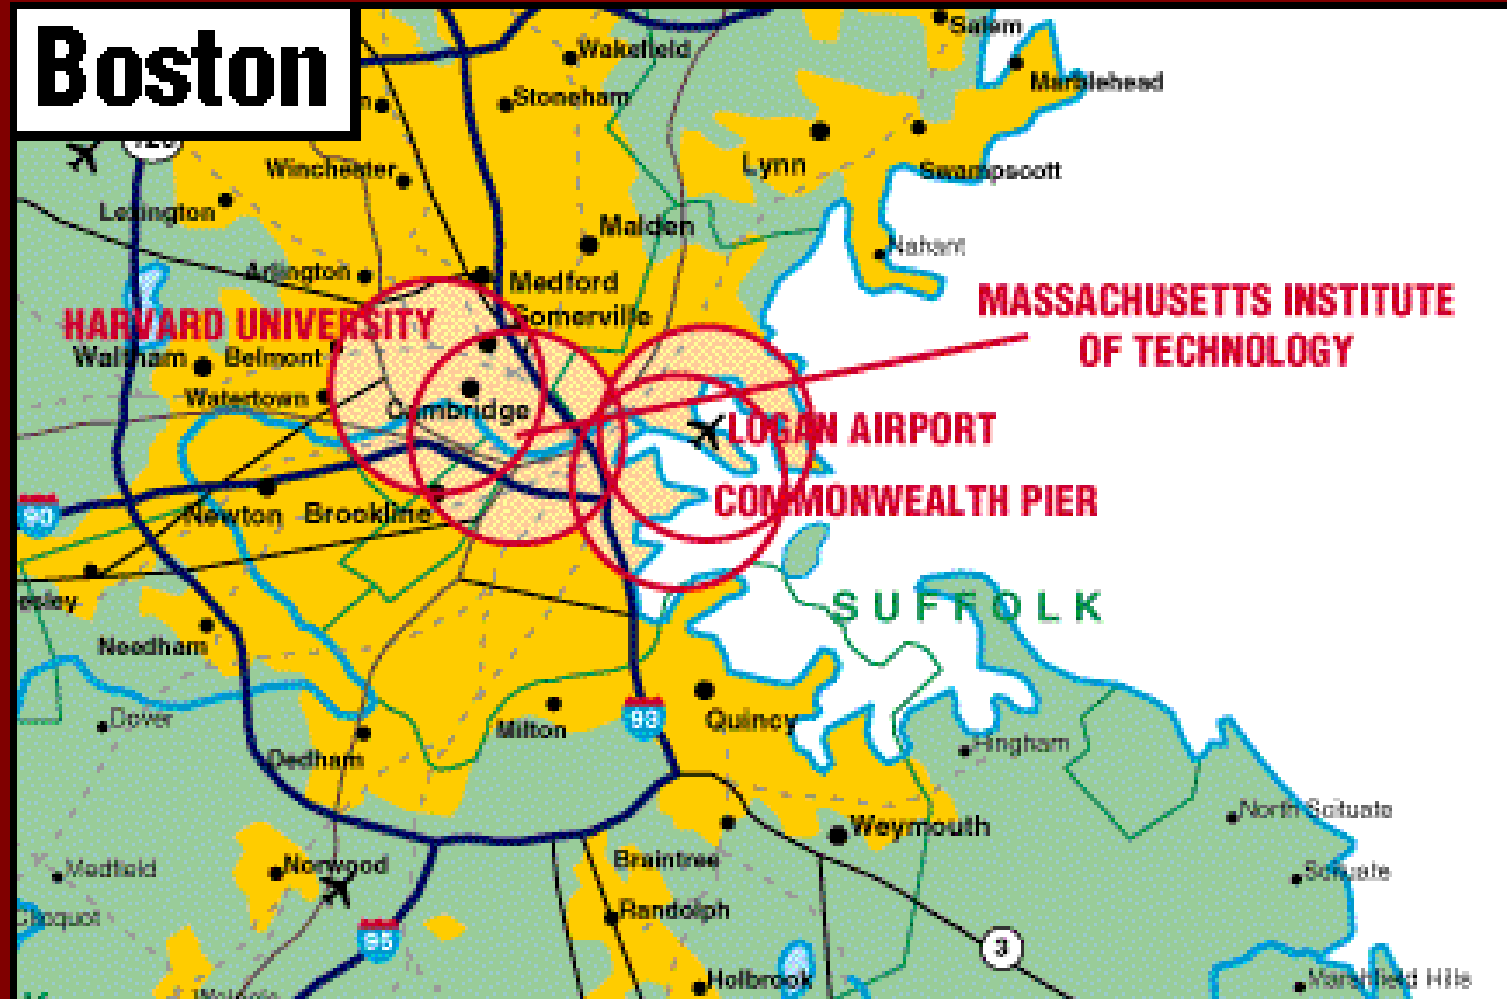 Boston
Salem
Wakefield
Marblehead
Stoneham
Lynn
Winchester
Swampscott
Lexington
Malden
Nahant
Arlington
Medford
MASSACHUSETTS INSTITUTE
OF TECHNOLOGY
HARVARD UNIVERSITY
Somerville
Waltham
Belmont
Watertown
Cambridge
LOGAN AIRPORT
COMMONWEALTH PIER
90
Newton
Brookline
SUFFOLK
Needham
Dover
Milton
93
Quincy
Hingham
Dedham
North Scituate
Weymouth
Braintree
Medfield
Norwood
Scituate
Randolph
95
3
Holbrook
Marshfield Hills
Walpole